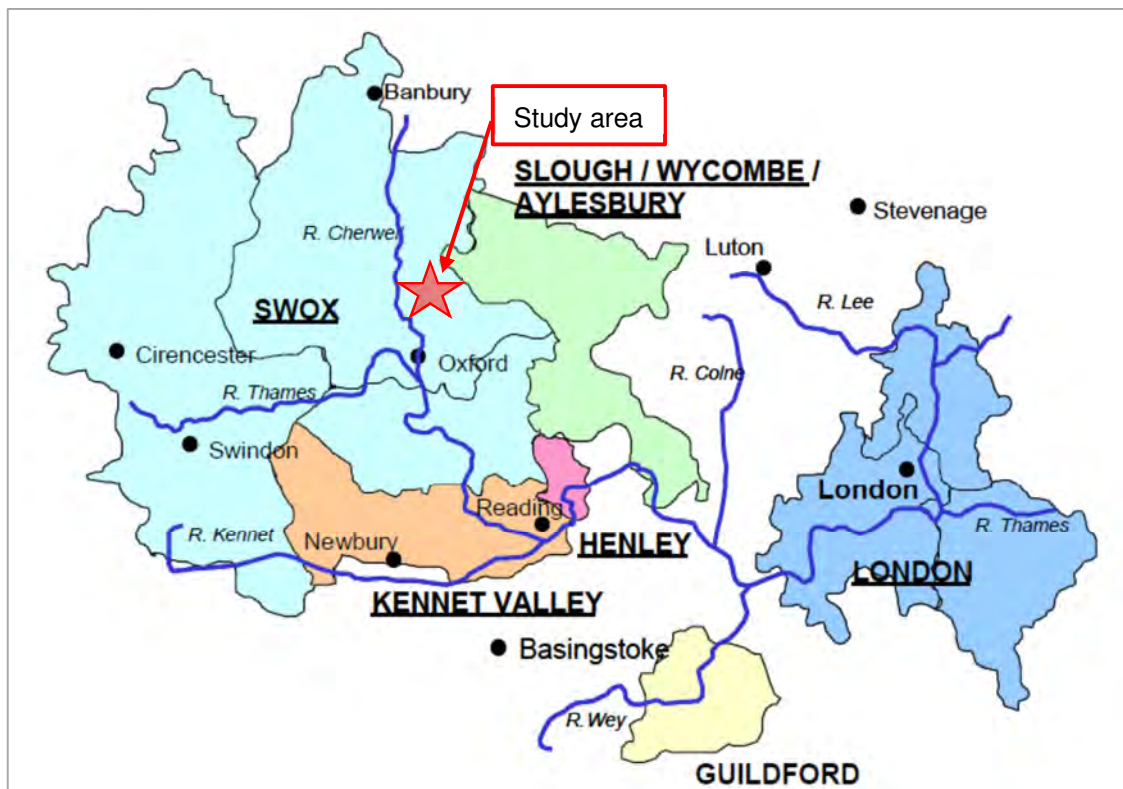 Banbury
Study area
SLOUGH / WYCOMBE /
AYLESBURY
Stevenage
R. Cherwell
Luton
R. Lee
SWOX
Cirencester
Oxford
R. Colne
R. Thames
Swindon
London
Reading
R. Kennet
Newbury
R. Thames
HENLEY
LONDON
KENNET VALLEY
Basingstoke
R. Wey
GUILDFORD